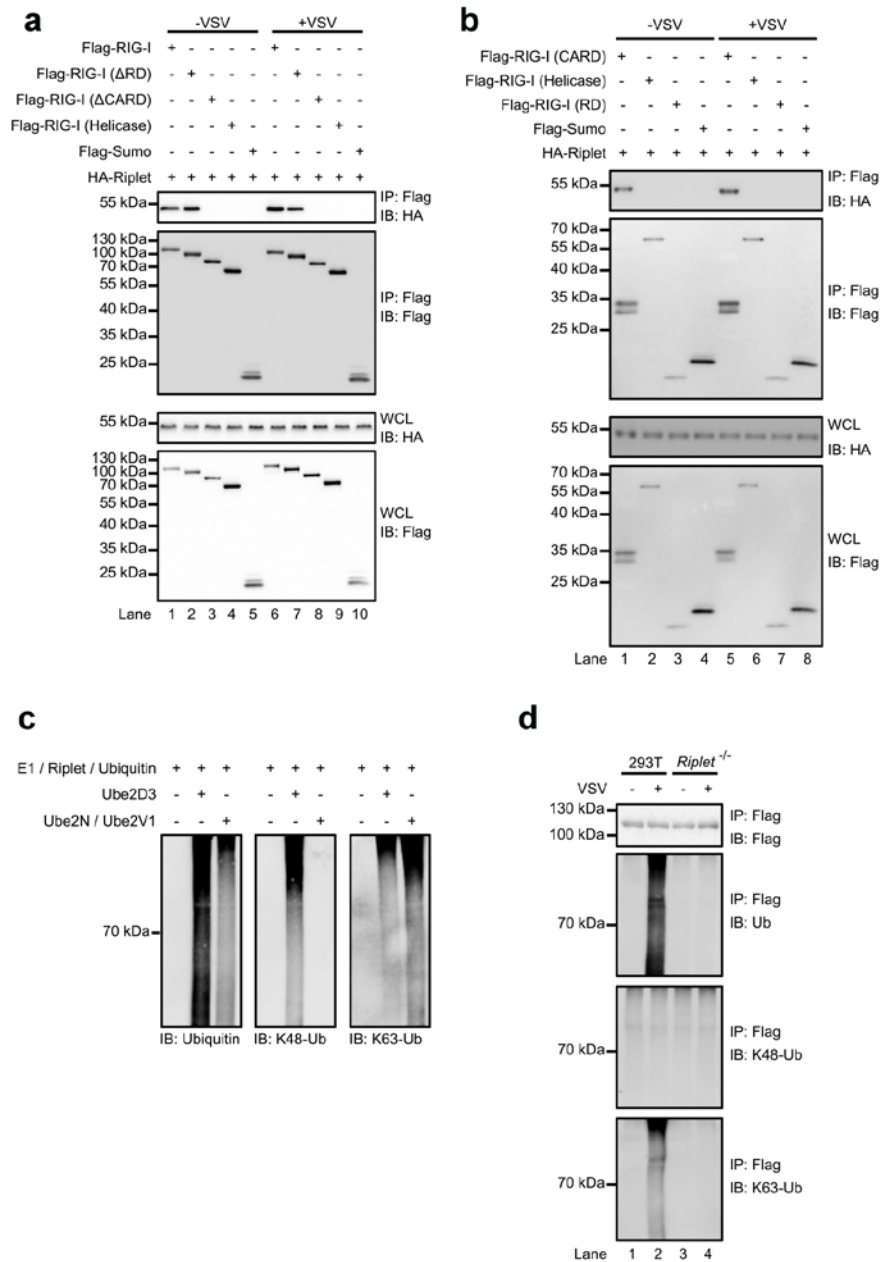 a
-VSV +VSV
Flag-RIG-I + - - - - + - - - -
Flag-RIG-I (ΔRD) - + - - - - + - - -
Flag-RIG-I (ΔCARD) - - + - - - - + - -
Flag-RIG-I (Helicase) - - - + - - - - + -
Flag-Sumo - - - - + - - - - +
HA-Riplet + + + + + + + + + +
55 kDa
IP: Flag
IB: HA
130 kDa
100 kDa
70 kDa
55 kDa
40 kDa
35 kDa
25 kDa
IP: Flag
IB: Flag
55 kDa
WCL
IB: HA
130 kDa
100 kDa
70 kDa
55 kDa
40 kDa
35 kDa
25 kDa
WCL
IB: Flag
Lane 1 2 3 4 5 6 7 8 9 10
b
-VSV +VSV
Flag-RIG-I (CARD) + - - - + - - -
Flag-RIG-I (Helicase) - + - - - + - -
Flag-RIG-I (RD) - - + - - - + -
Flag-Sumo - - - + - - - +
HA-Riplet + + + + + + + +
55 kDa
IP: Flag
IB: HA
70 kDa
55 kDa
40 kDa
35 kDa
25 kDa
IP: Flag
IB: Flag
55 kDa
WCL
IB: HA
70 kDa
55 kDa
40 kDa
35 kDa
25 kDa
WCL
IB: Flag
Lane 1 2 3 4 5 6 7 8
c
E1 / Riplet / Ubiquitin + + + + + + + + +
Ube2D3 - + - - + - - + -
Ube2N / Ube2V1 - - + - - + - - +
70 kDa
IB: Ubiquitin IB: K48-Ub IB: K63-Ub
d
293T Riplet -/-
VSV - + - +
130 kDa
100 kDa
IP: Flag
IB: Flag
70 kDa
IP: Flag
IB: Ub
70 kDa
IP: Flag
IB: K48-Ub
70 kDa
IP: Flag
IB: K63-Ub
Lane 1 2 3 4